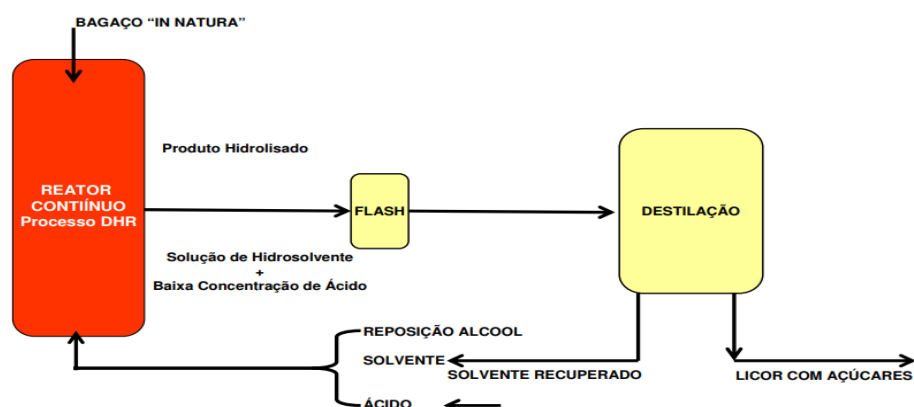 BAGAÇO “IN NATURA”
REATOR
CONTIÍNUO
Processo DHR
Produto Hidrolisado
FLASH
DESTILAÇÃO
Solução de Hidrosolvente
+
Baixa Concentração de Ácido
REPOSIÇÃO ALCOOL
SOLVENTE
SOLVENTE RECUPERADO
LICOR COM AÇÚCARES
ÁCIDO